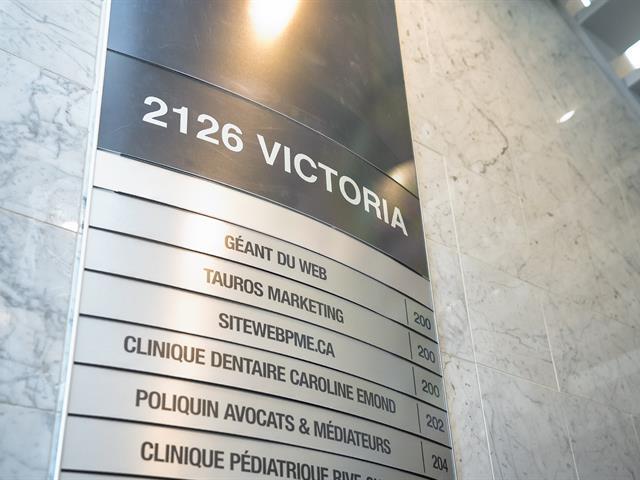 2126 VICTORIA
GÉANT DU WEB 200
TAUROS MARKETING 200
SITEWEBPME.CA 200
CLINIQUE DENTAIRE CAROLINE EMOND 202
POLIQUIN AVOCATS & MÉDIATEURS 204
CLINIQUE PÉDIATRIQUE